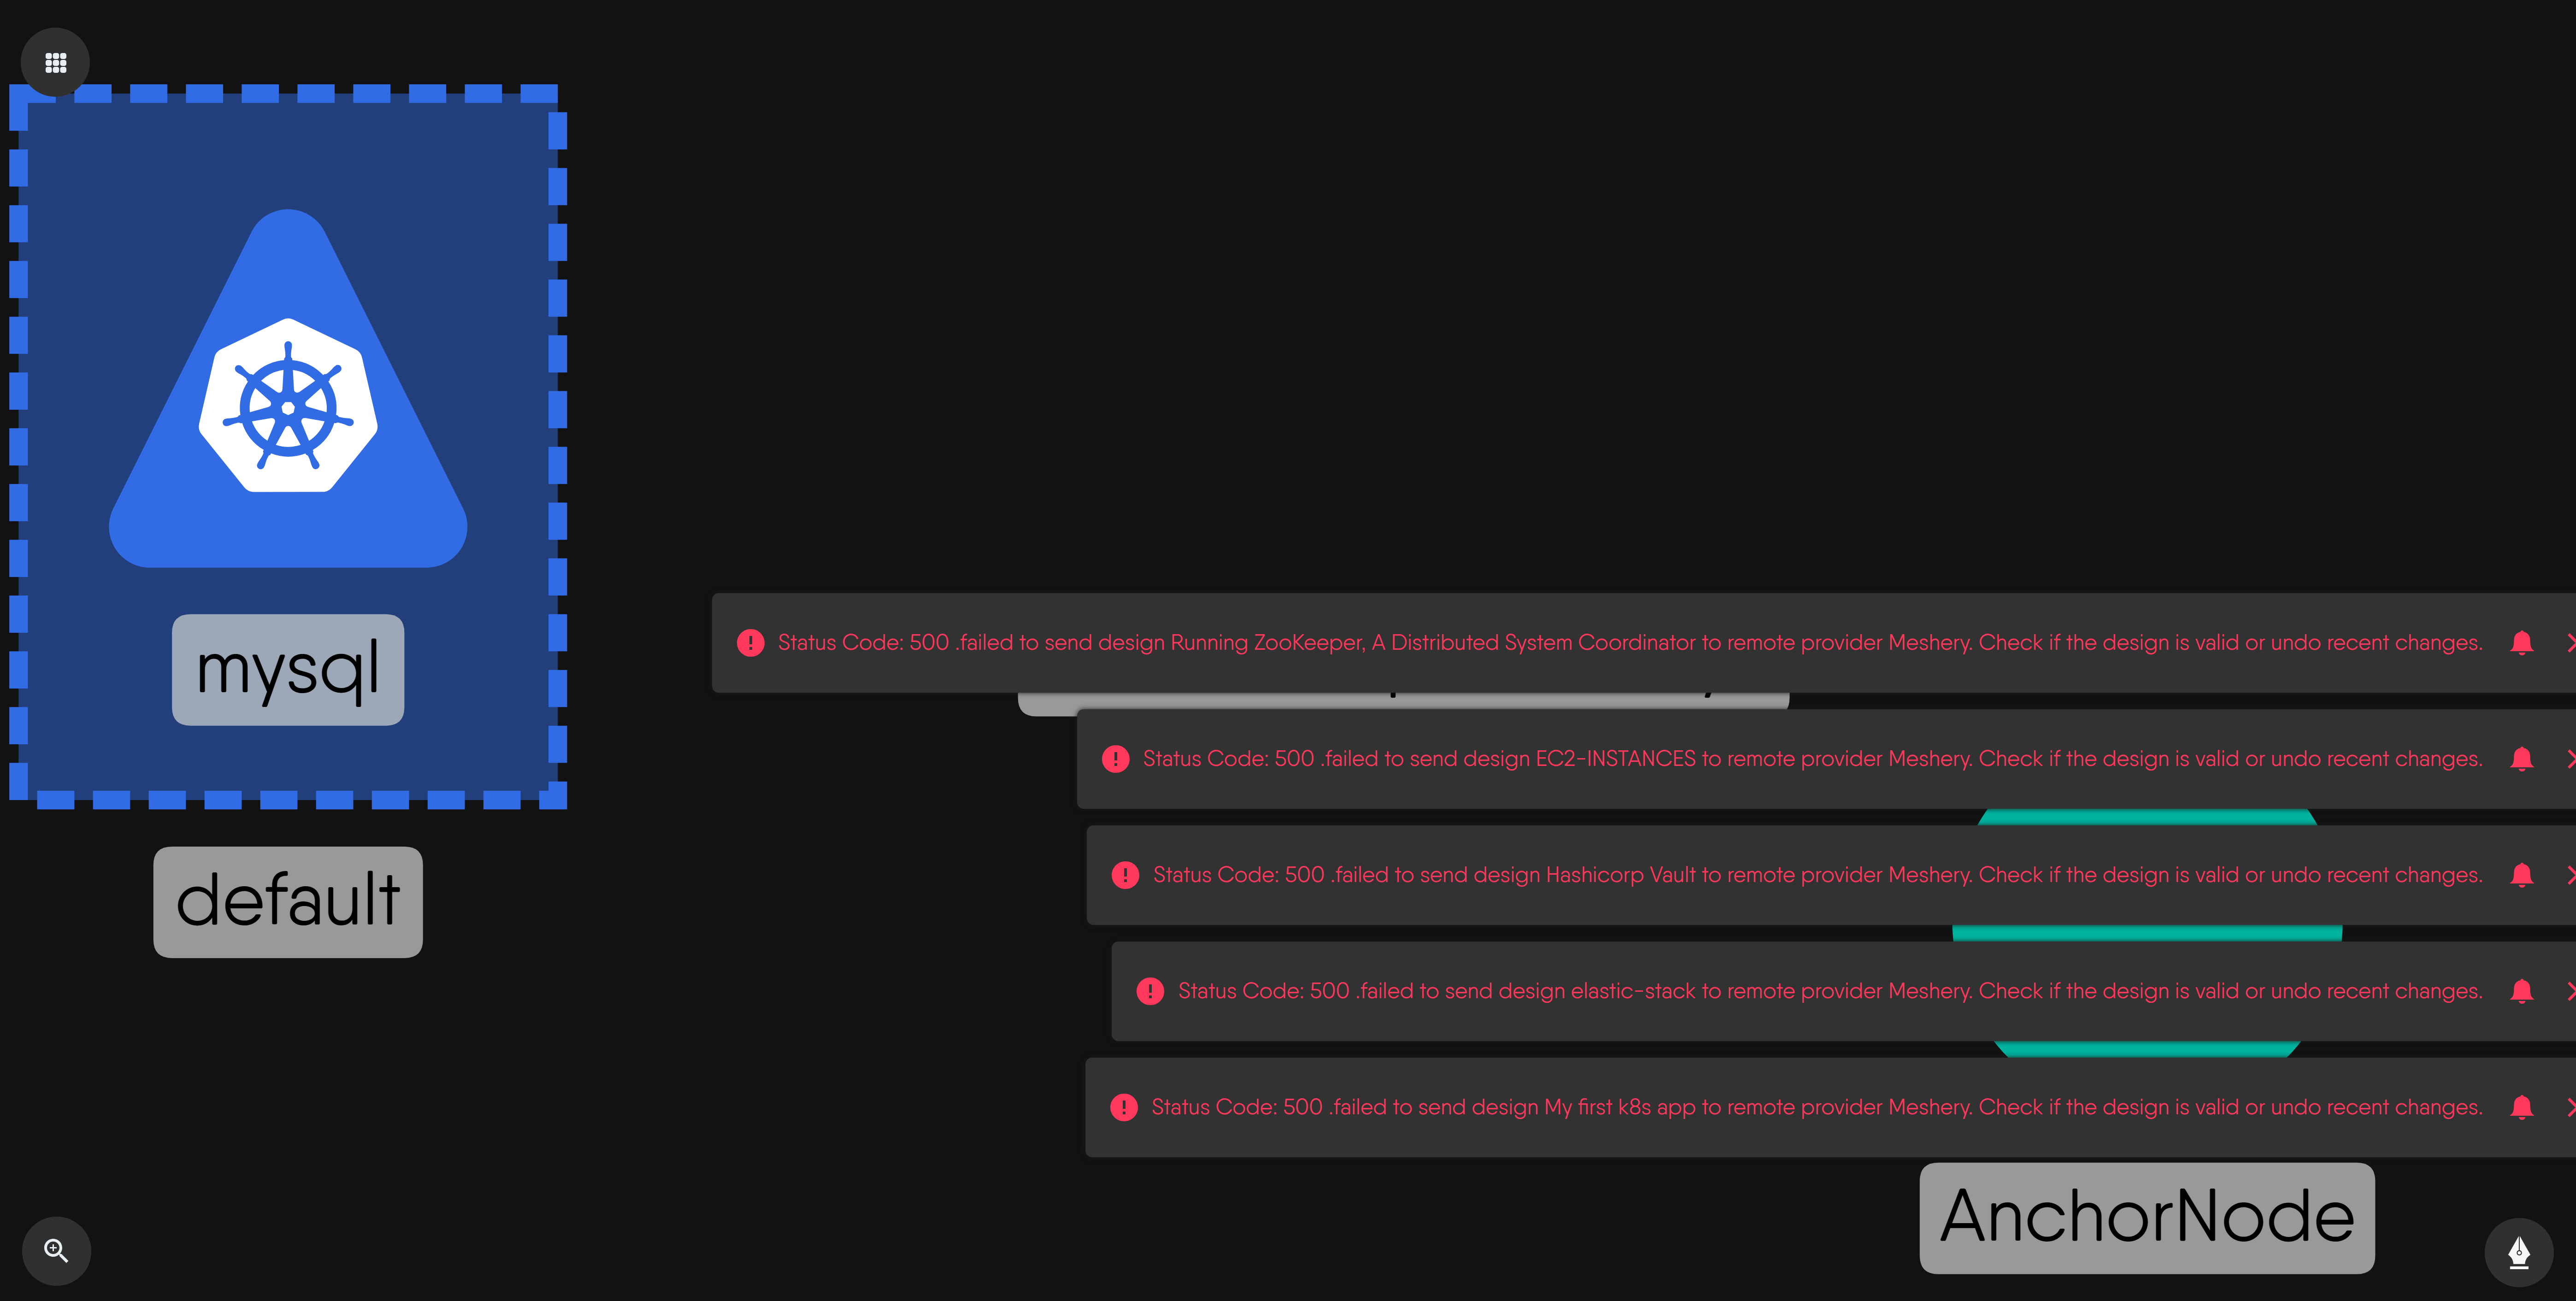 mysql
default
Status Code: 500 .failed to send design Running ZooKeeper, A Distributed System Coordinator to remote provider Meshery. Check if the design is valid or undo recent changes.
Status Code: 500 .failed to send design EC2-INSTANCES to remote provider Meshery. Check if the design is valid or undo recent changes.
Status Code: 500 .failed to send design Hashicorp Vault to remote provider Meshery. Check if the design is valid or undo recent changes.
Status Code: 500 .failed to send design elastic-stack to remote provider Meshery. Check if the design is valid or undo recent changes.
Status Code: 500 .failed to send design My first k8s app to remote provider Meshery. Check if the design is valid or undo recent changes.
AnchorNode